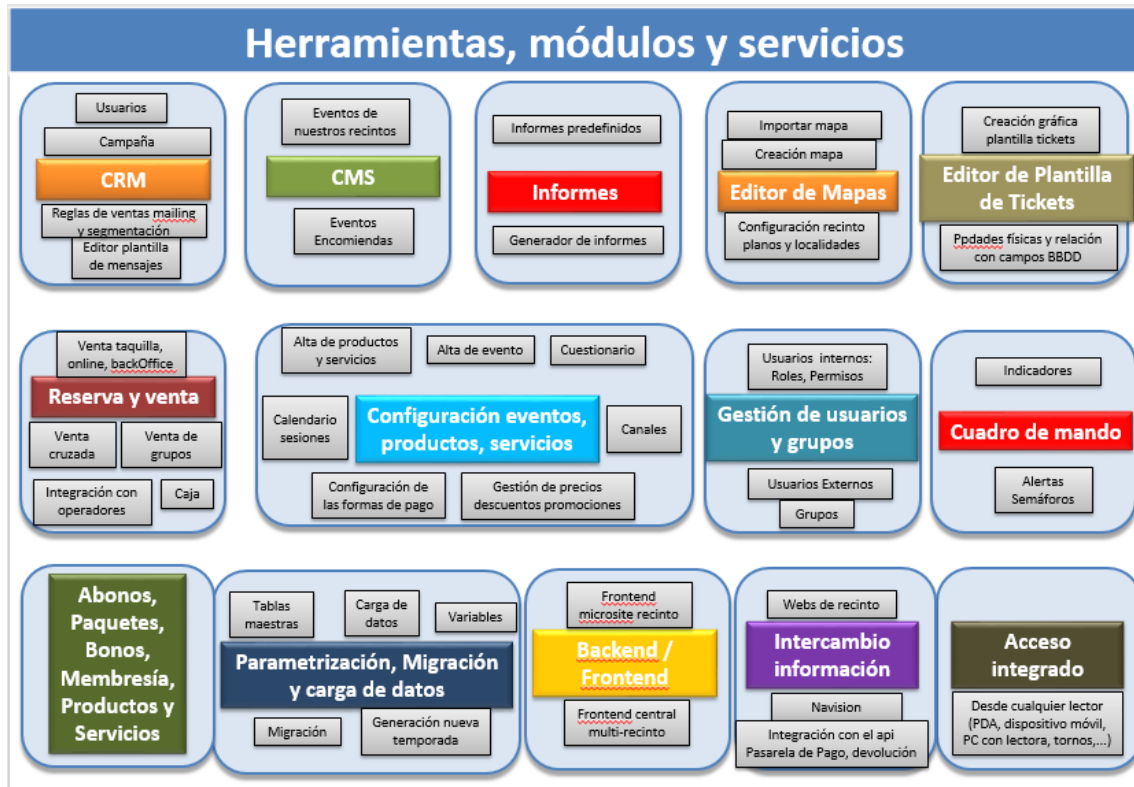 Herramientas, módulos y servicios
Usuarios
Campaña
CRM
Reglas de ventas mailing
y segmentación
Editor plantilla
de mensajes
Eventos de
nuestros recintos
CMS
Eventos
Encomiendas
Informes predefinidos
Informes
Generador de informes
Importar mapa
Creación mapa
Editor de Mapas
Configuración recinto
planos y localidades
Creación gráfica
plantilla tickets
Editor de Plantilla
de Tickets
Ppdades físicas y relación
con campos BBDD
Venta taquilla,
online, backOffice
Reserva y venta
Venta
cruzada
Venta de
grupos
Integración con
operadores
Caja
Alta de productos
y servicios
Alta de evento
Cuestionario
Calendario
sesiones
Configuración eventos,
productos, servicios
Canales
Configuración de
las formas de pago
Gestión de precios
descuentos promociones
Usuarios internos:
Roles, Permisos
Gestión de usuarios
y grupos
Usuarios Externos
Grupos
Indicadores
Cuadro de mando
Alertas
Semáforos
Abonos,
Paquetes,
Bonos,
Membresía,
Productos y
Servicios
Tablas
maestras
Carga de
datos
Variables
Parametrización, Migración
y carga de datos
Migración
Generación nueva
temporada
Frontend
microsite recinto
Backend /
Frontend
Frontend central
multi-recinto
Webs de recinto
Intercambio
información
Navision
Integración con el api
Pasarela de Pago, devolución
Acceso
integrado
Desde cualquier lector
(PDA, dispositivo móvil,
PC con lectora, tornos,...)